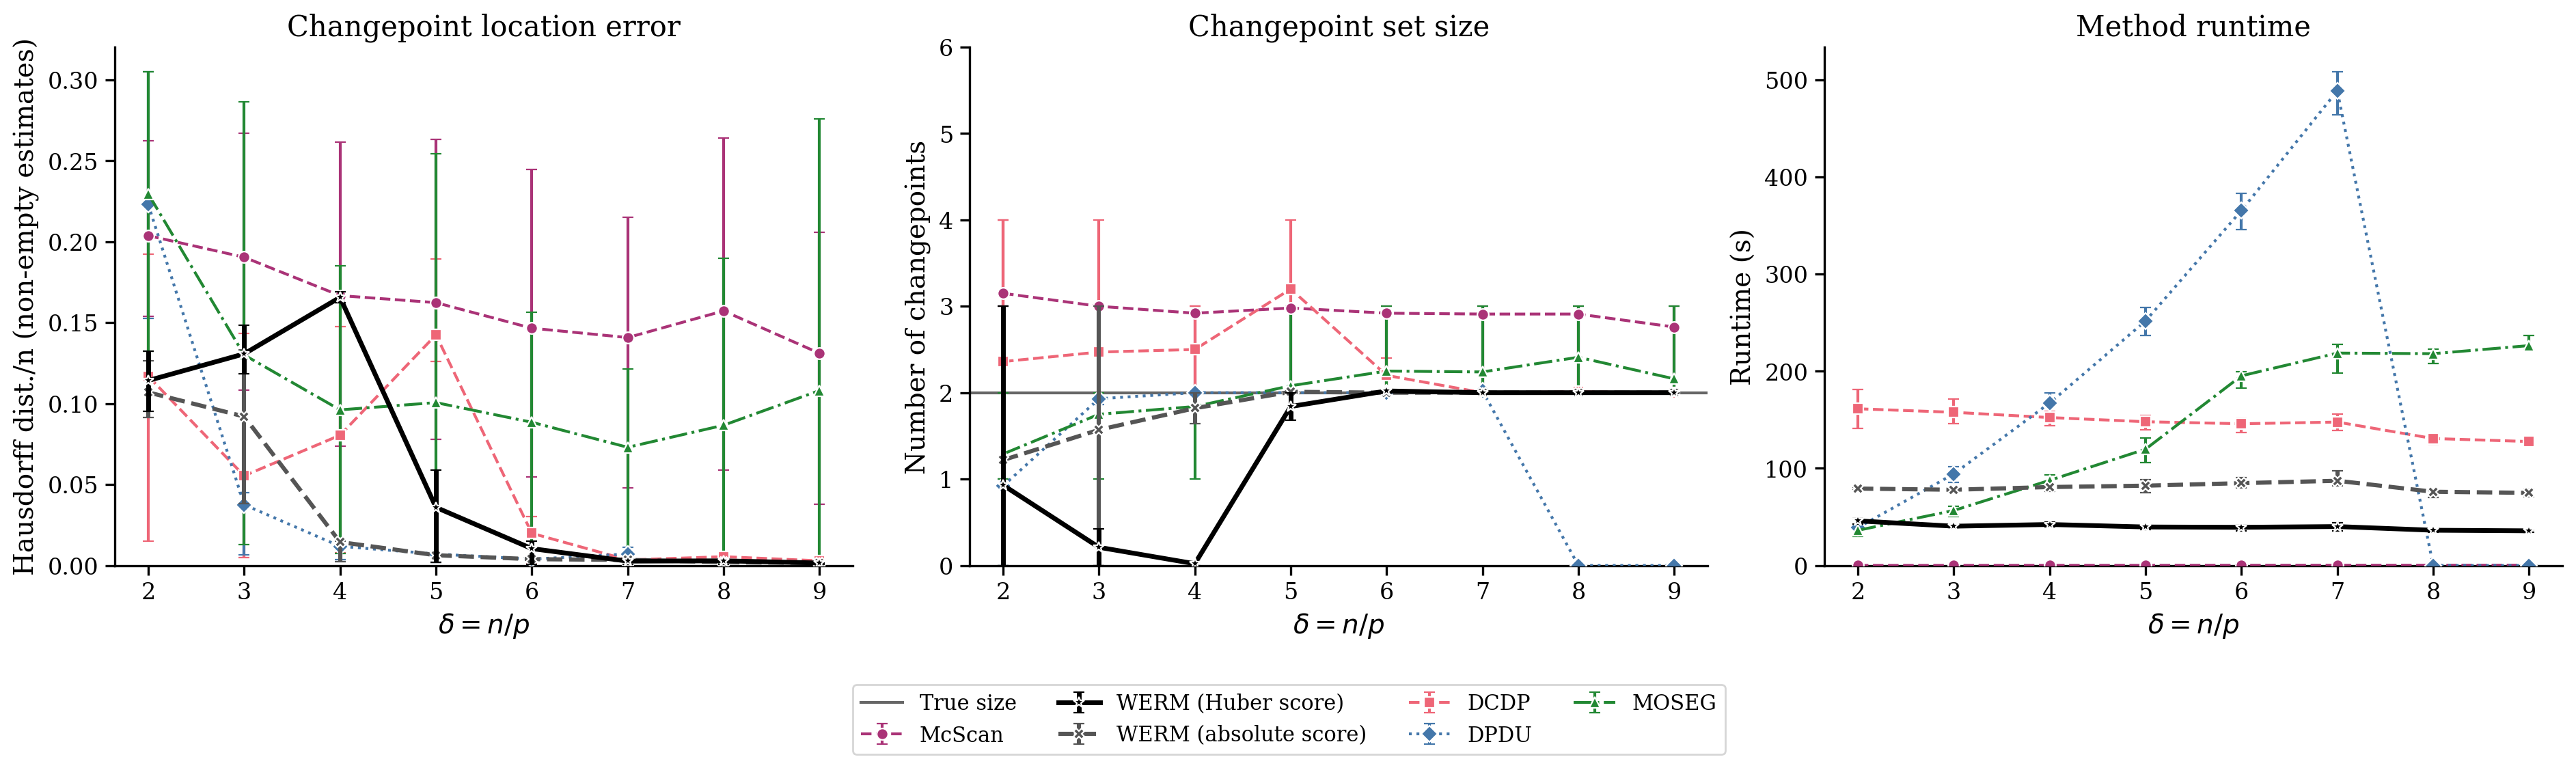 Changepoint location error
Hausdorff dist./n (non-empty estimates)
0.30
0.25
0.20
0.15
0.10
0.05
0.00
2 3 4 5 6 7 8 9
δ = n/p
Changepoint set size
Number of changepoints
6
5
4
3
2
1
0
2 3 4 5 6 7 8 9
δ = n/p
Method runtime
Runtime (s)
500
400
300
200
100
0
2 3 4 5 6 7 8 9
δ = n/p
True size
McScan
WERM (Huber score)
WERM (absolute score)
DCDP
DPDU
MOSEG